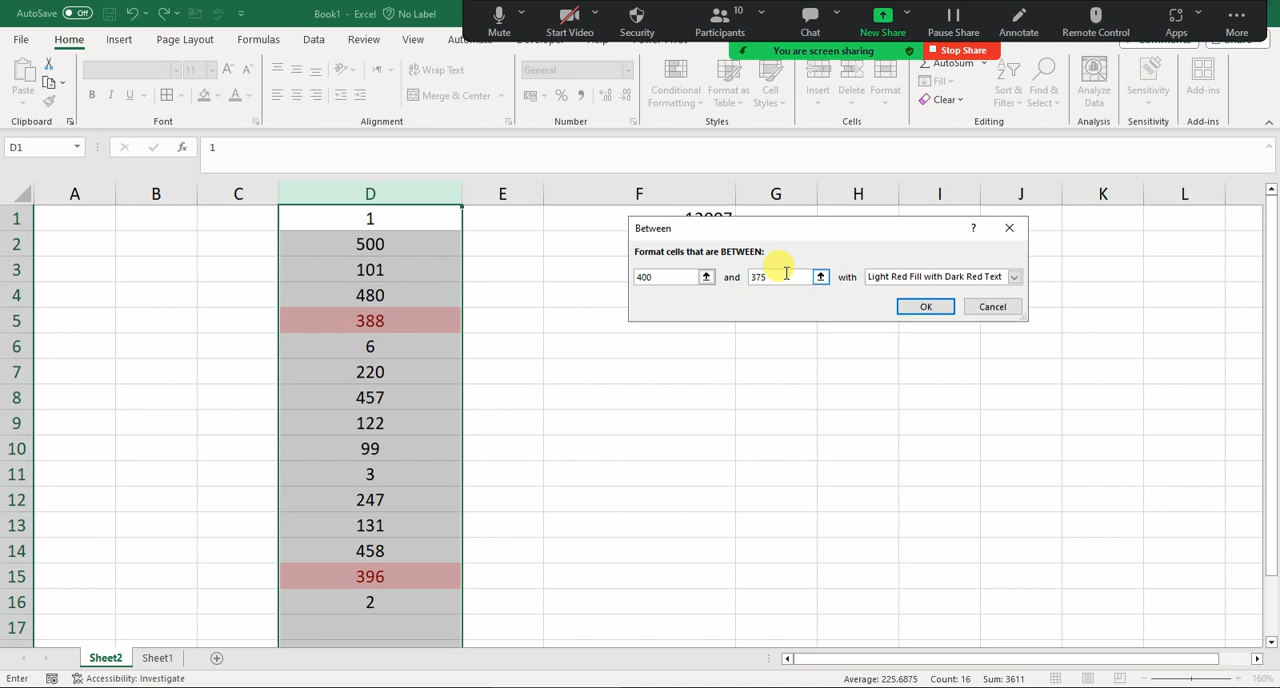 AutoSave Off Book1 - Excel No Label
Mute Start Video Security Participants 10 Chat New Share Pause Share Annotate Remote Control Apps More
You are screen sharing Stop Share
File Home Insert Page Layout Formulas Data Review View
Paste 11 Wrap Text General Conditional Formatting Format as Table Cell Styles Insert Delete Format AutoSum Fill Clear Sort & Filter Find & Select Analyze Data Sensitivity Add-ins
B I U A Merge & Center
Clipboard Font Alignment Number Styles Cells Editing Analysis Sensitivity Add-ins
D1 fx 1
A B C D E F G H I J K L
1 1
2 500
3 101
4 480
5 388
6 6
7 220
8 457
9 122
10 99
11 3
12 247
13 131
14 458
15 396
16 2
17
Between ?
Format cells that are BETWEEN:
400 and 375 with Light Red Fill with Dark Red Text
OK Cancel
Sheet2 Sheet1
Enter Accessibility: Investigate Average: 225.6875 Count: 16 Sum: 3611 160%